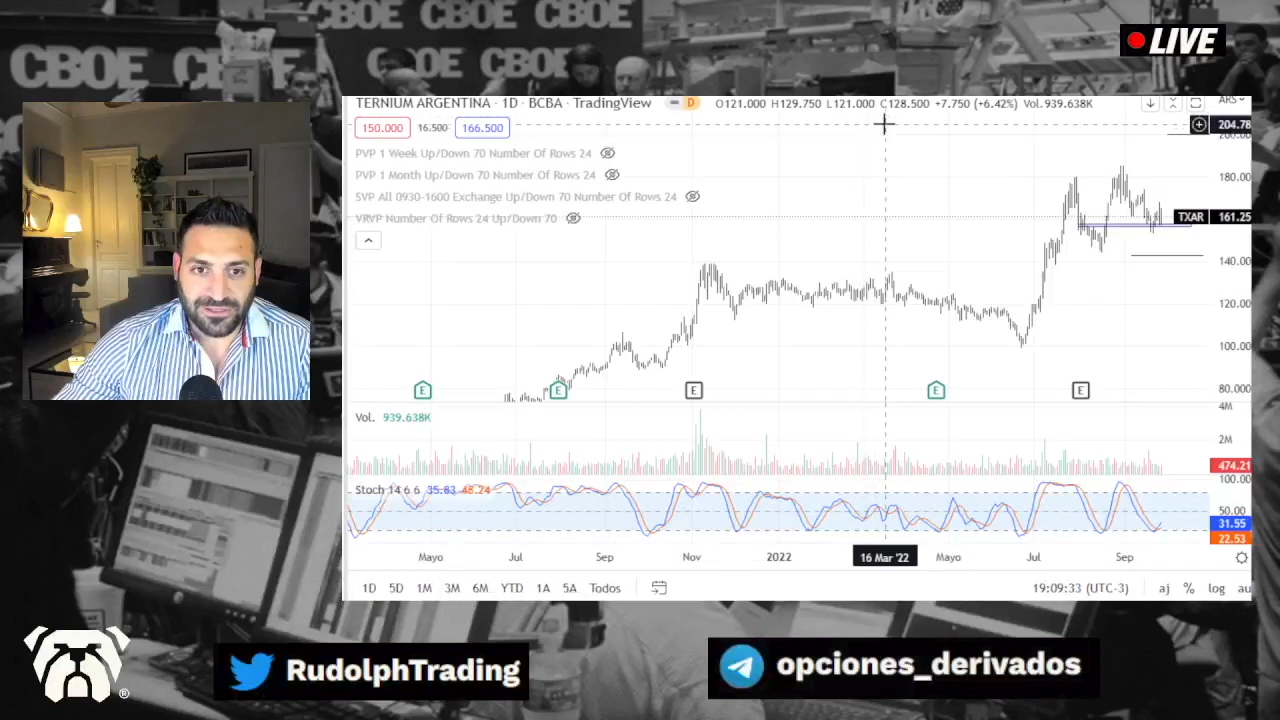 CBOE CBOE CBOE
CBOE CBOE
LIVE
TERNIUM ARGENTINA · 1D · BCBA · TradingView D O121.000 H129.750 L121.000 C128.500 +7.750 (+6.42%) Vol.939.638K
ARS
150.000 16.500 166.500
204.78
200.00
PVP 1 Week Up/Down 70 Number Of Rows 24
PVP 1 Month Up/Down 70 Number Of Rows 24
180.00
SVP All 0930-1600 Exchange Up/Down 70 Number Of Rows 24
VRVP Number Of Rows 24 Up/Down 70
TXAR 161.25
140.00
120.00
100.00
80.000
E E E E E
Vol. 939.638K
4M
2M
474.21
100.00
Stoch 14 6 6 35.83 48.24
50.00
31.55
22.53
Mayo Jul Sep Nov 2022 16 Mar '22 Mayo Jul Sep
1D 5D 1M 3M 6M YTD 1A 5A Todos 19:09:33 (UTC-3) aj % log au
RudolphTrading
opciones_derivados
®